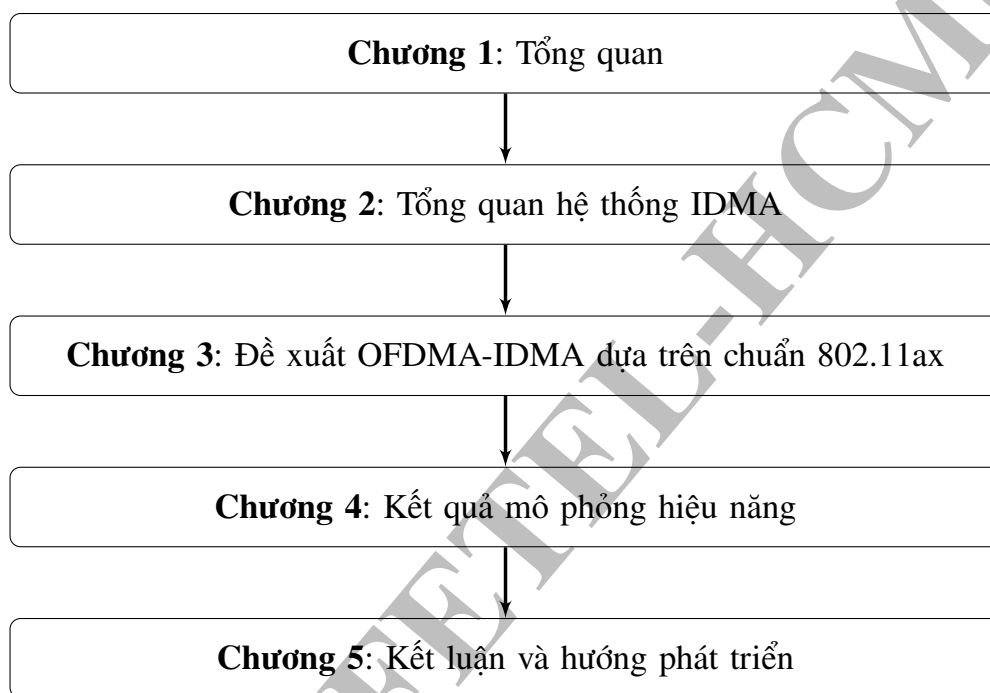 Chương 1: Tổng quan
Chương 2: Tổng quan hệ thống IDMA
Chương 3: Đề xuất OFDMA-IDMA dựa trên chuẩn 802.11ax
Chương 4: Kết quả mô phỏng hiệu năng
Chương 5: Kết luận và hướng phát triển
FETEL-HCM